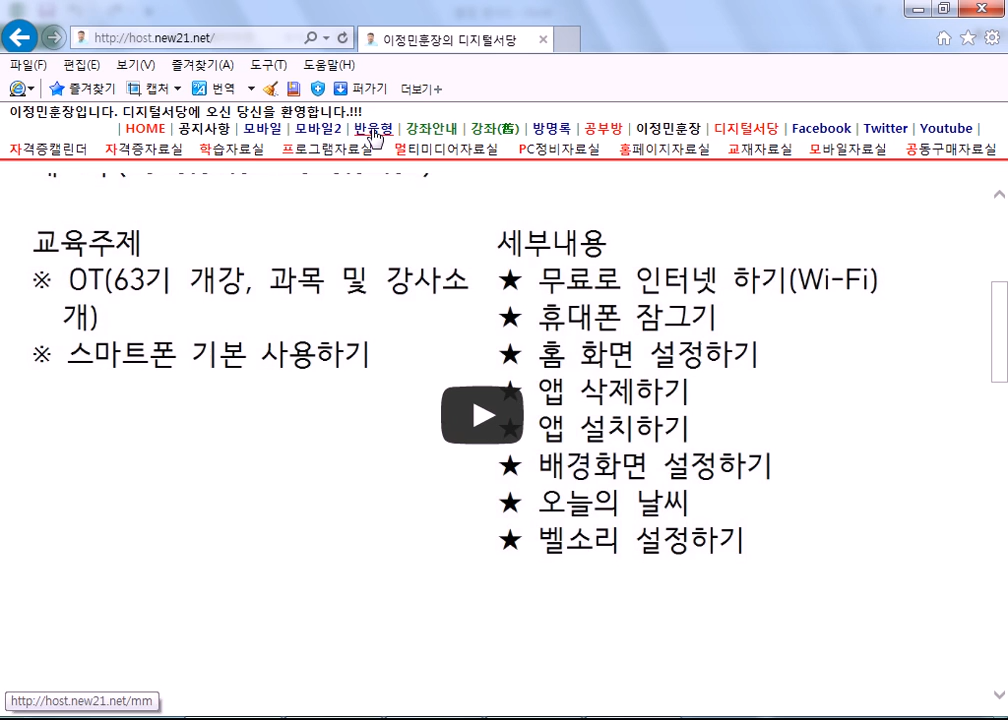 http://host.new21.net/
이정민훈장의 디지털서당
파일(F) 편집(E) 보기(V) 즐겨찾기(A) 도구(T) 도움말(H)
즐겨찾기 캡처 번역 퍼가기 더보기+
이정민훈장입니다. 디지털서당에 오신 당신을 환영합니다.!!!
| HOME | 공지사항 | 모바일 | 모바일2 | 반응형 | 강좌안내 | 강좌(舊) | 방명록 | 공부방 | 이정민훈장 | 디지털서당 | Facebook | Twitter | Youtube |
자격증캘린더 자격증자료실 학습자료실 프로그램자료실 멀티미디어자료실 PC정비자료실 홈페이지자료실 교재자료실 모바일자료실 공동구매자료실
교육주제
※ OT(63기 개강, 과목 및 강사소
개)
※ 스마트폰 기본 사용하기
세부내용
★ 무료로 인터넷 하기(Wi-Fi)
★ 휴대폰 잠그기
★ 홈 화면 설정하기
★ 앱 삭제하기
★ 앱 설치하기
★ 배경화면 설정하기
★ 오늘의 날씨
★ 벨소리 설정하기
http://host.new21.net/mm